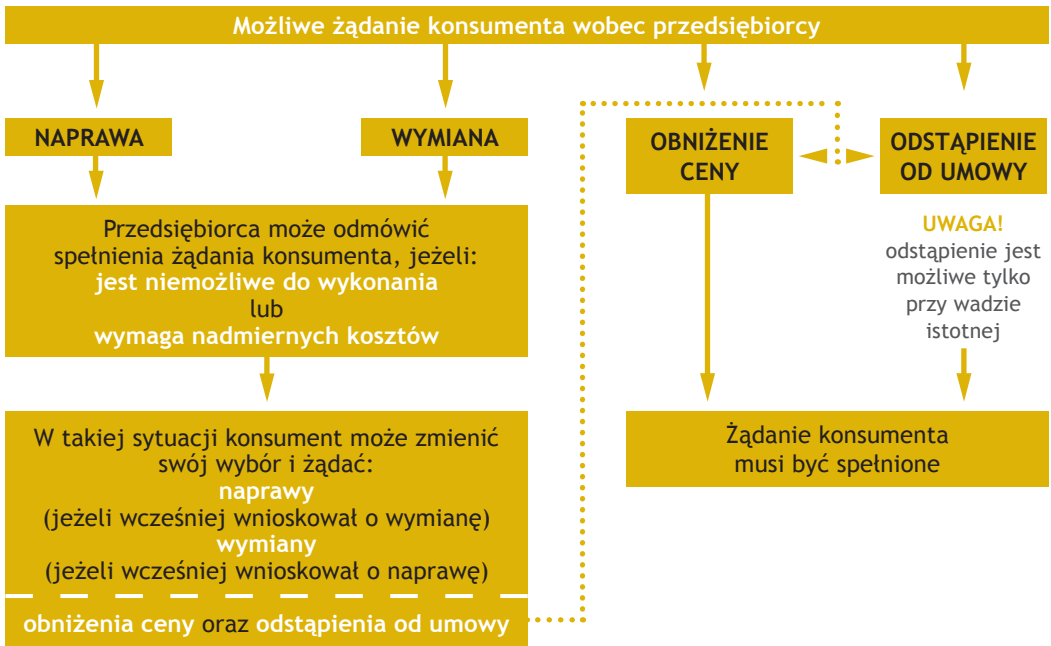 Możliwe żądanie konsumenta wobec przedsiębiorcy
NAPRAWA
WYMIANA
OBNIŻENIE
CENY
ODSTĄPIENIE
OD UMOWY
Przedsiębiorca może odmówić
spełnienia żądania konsumenta, jeżeli:
jest niemożliwe do wykonania
lub
wymaga nadmiernych kosztów
UWAGA!
odstąpienie jest
możliwe tylko
przy wadzie
istotnej
W takiej sytuacji konsument może zmienić
swój wybór i żądać:
naprawy
(jeżeli wcześniej wnioskował o wymianę)
wymiany
(jeżeli wcześniej wnioskował o naprawę)
obniżenia ceny oraz odstąpienia od umowy
Żądanie konsumenta
musi być spełnione